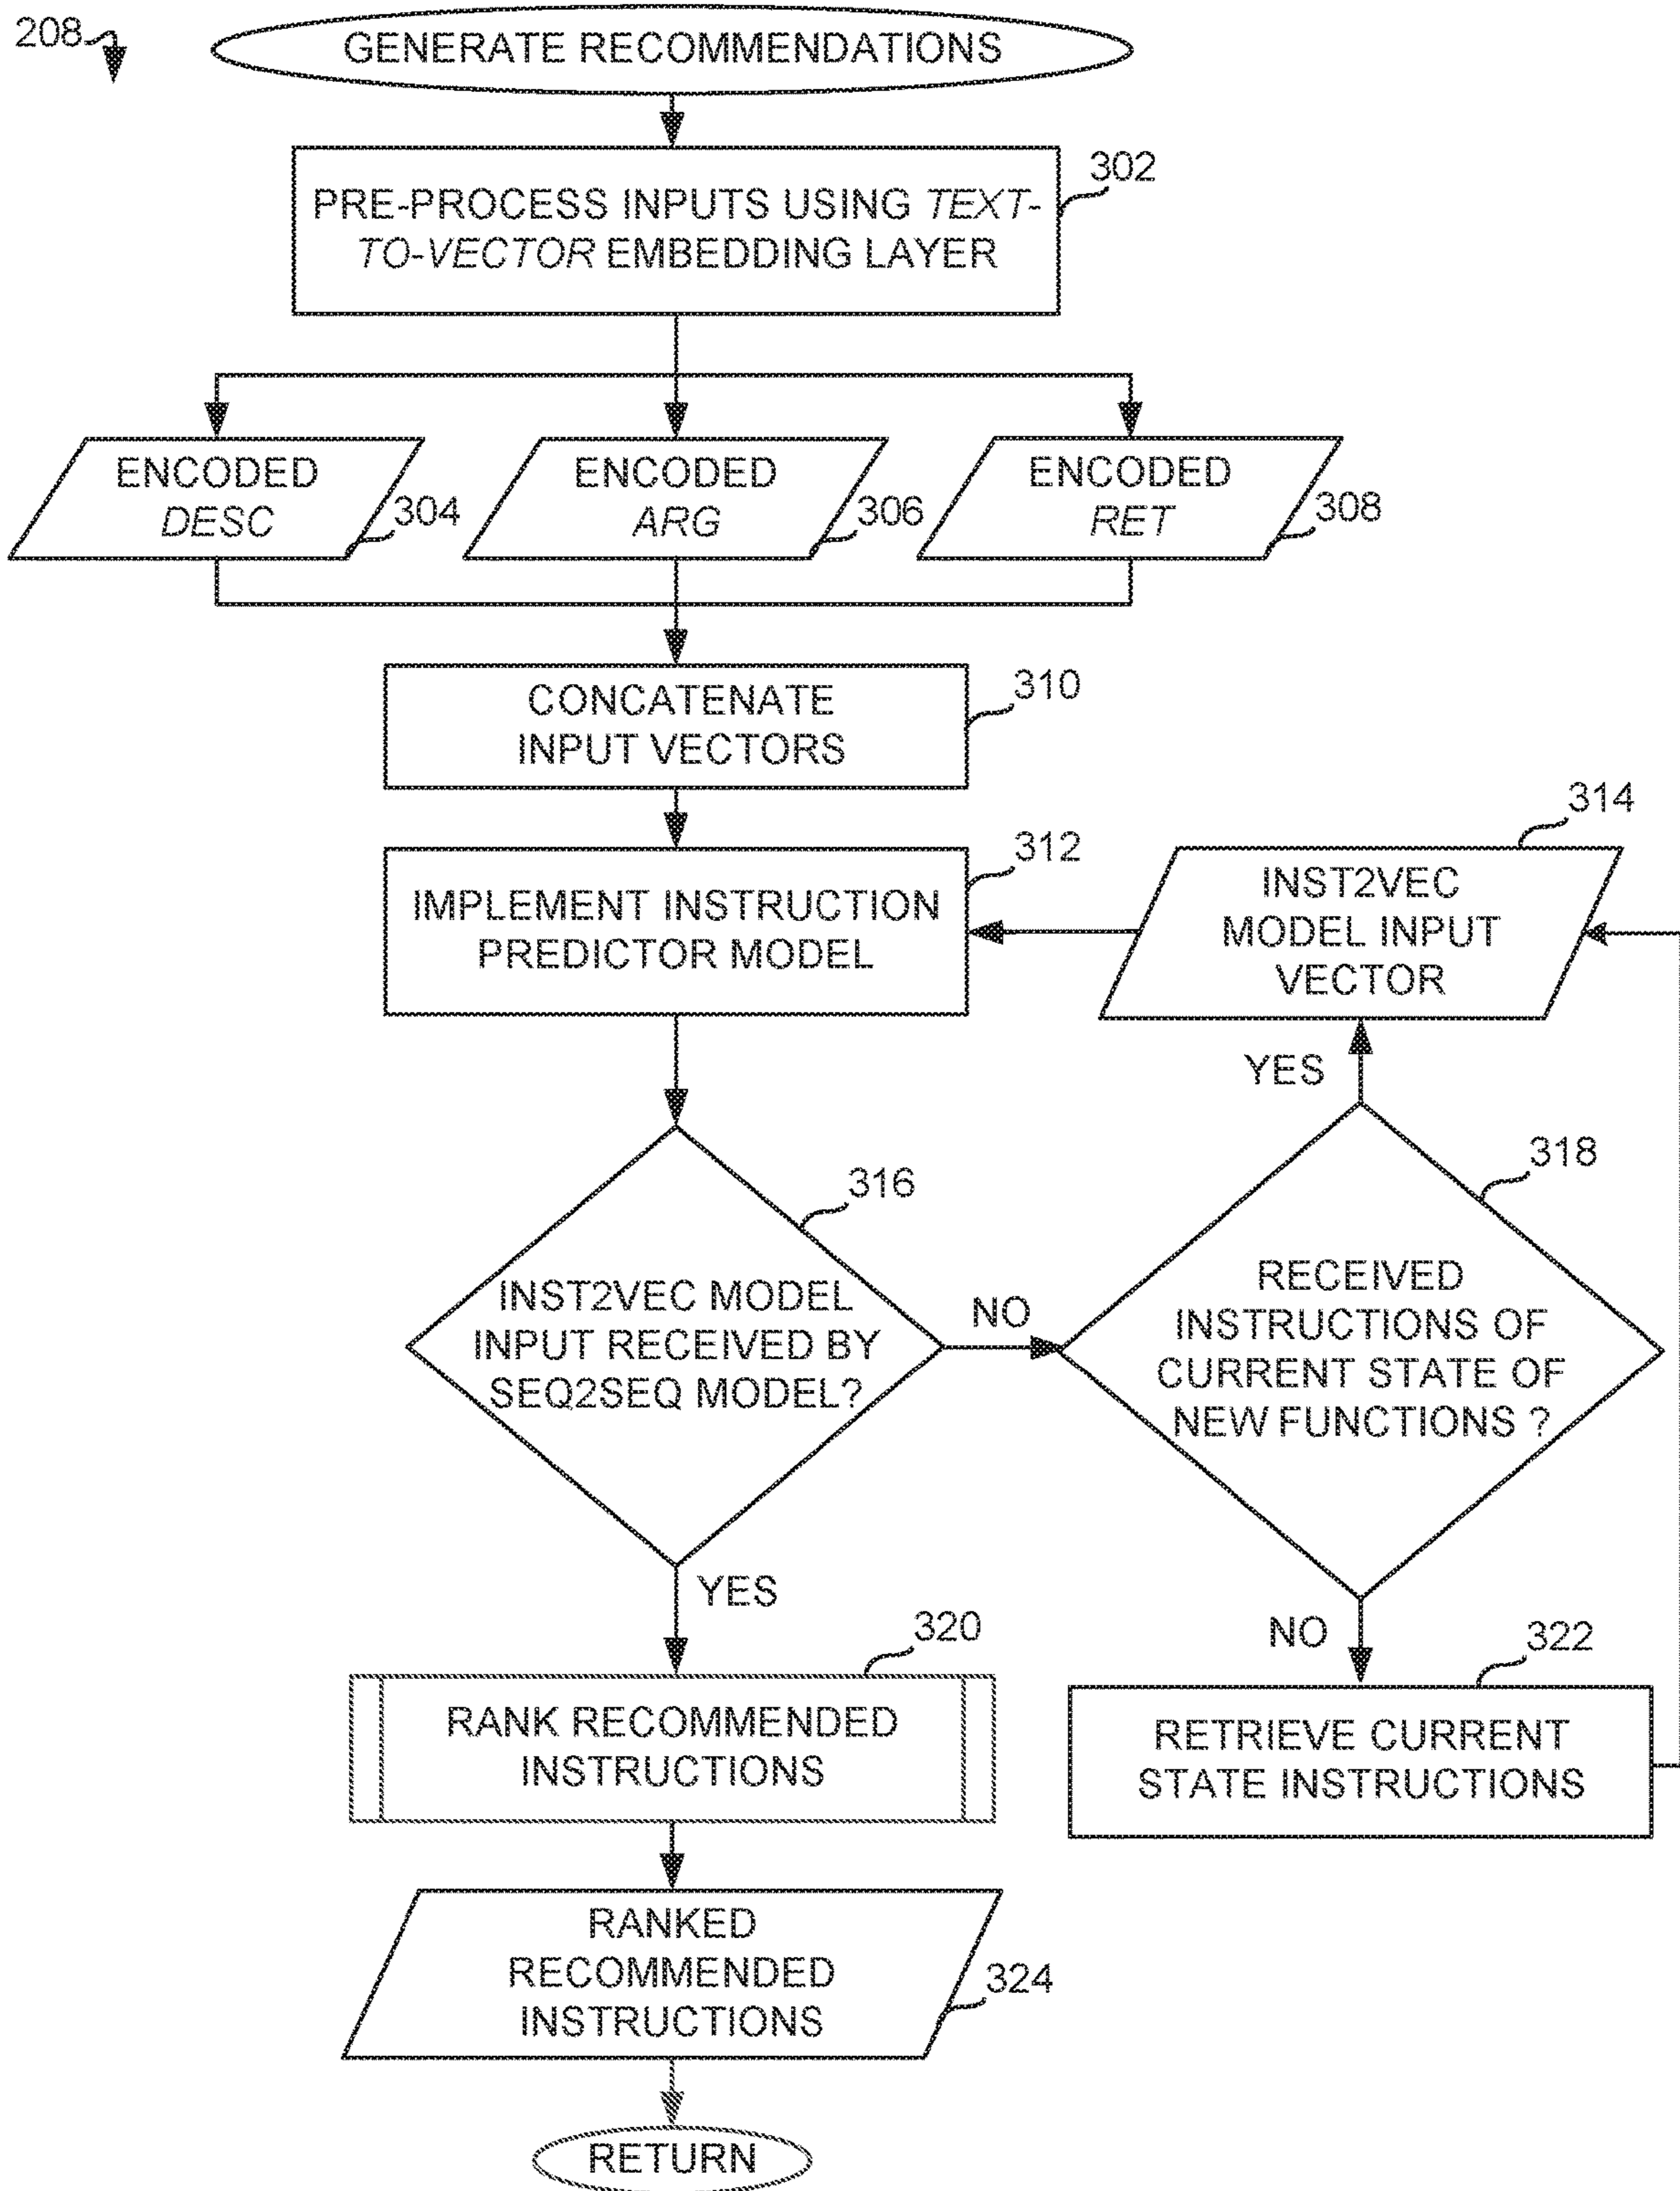 208
GENERATE RECOMMENDATIONS
302
PRE-PROCESS INPUTS USING TEXT-
TO-VECTOR EMBEDDING LAYER
ENCODED
DESC
304
ENCODED
ARG
306
ENCODED
RET
308
310
CONCATENATE
INPUT VECTORS
312
IMPLEMENT INSTRUCTION
PREDICTOR MODEL
314
INST2VEC
MODEL INPUT
VECTOR
YES
316
INST2VEC MODEL
INPUT RECEIVED BY
SEQ2SEQ MODEL?
NO
318
RECEIVED
INSTRUCTIONS OF
CURRENT STATE OF
NEW FUNCTIONS ?
YES
NO
320
RANK RECOMMENDED
INSTRUCTIONS
322
RETRIEVE CURRENT
STATE INSTRUCTIONS
RANKED
RECOMMENDED
INSTRUCTIONS
324
RETURN